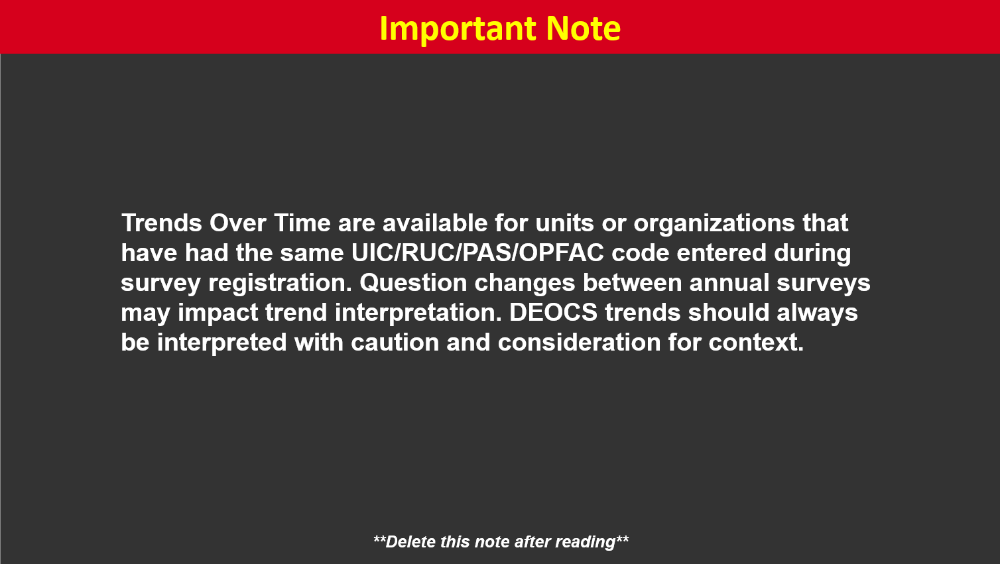 Important Note
Trends Over Time are available for units or organizations that
have had the same UIC/RUC/PAS/OPFAC code entered during
survey registration. Question changes between annual surveys
may impact trend interpretation. DEOCS trends should always
be interpreted with caution and consideration for context.
**Delete this note after reading**